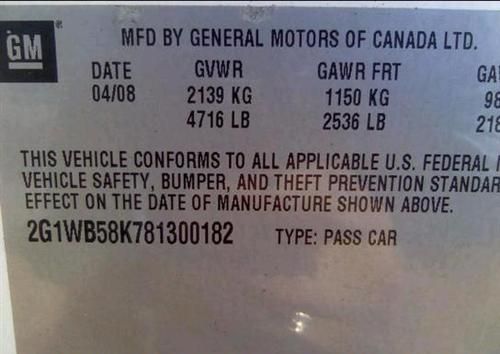 GM
MFD BY GENERAL MOTORS OF CANADA LTD.
DATE GVWR GAWR FRT
04/08 2139 KG 1150 KG
4716 LB 2536 LB
THIS VEHICLE CONFORMS TO ALL APPLICABLE U.S. FEDERAL
VEHICLE SAFETY, BUMPER, AND THEFT PREVENTION
EFFECT ON THE DATE OF MANUFACTURE SHOWN ABOVE.
2G1WB58K781300182 TYPE: PASS CAR